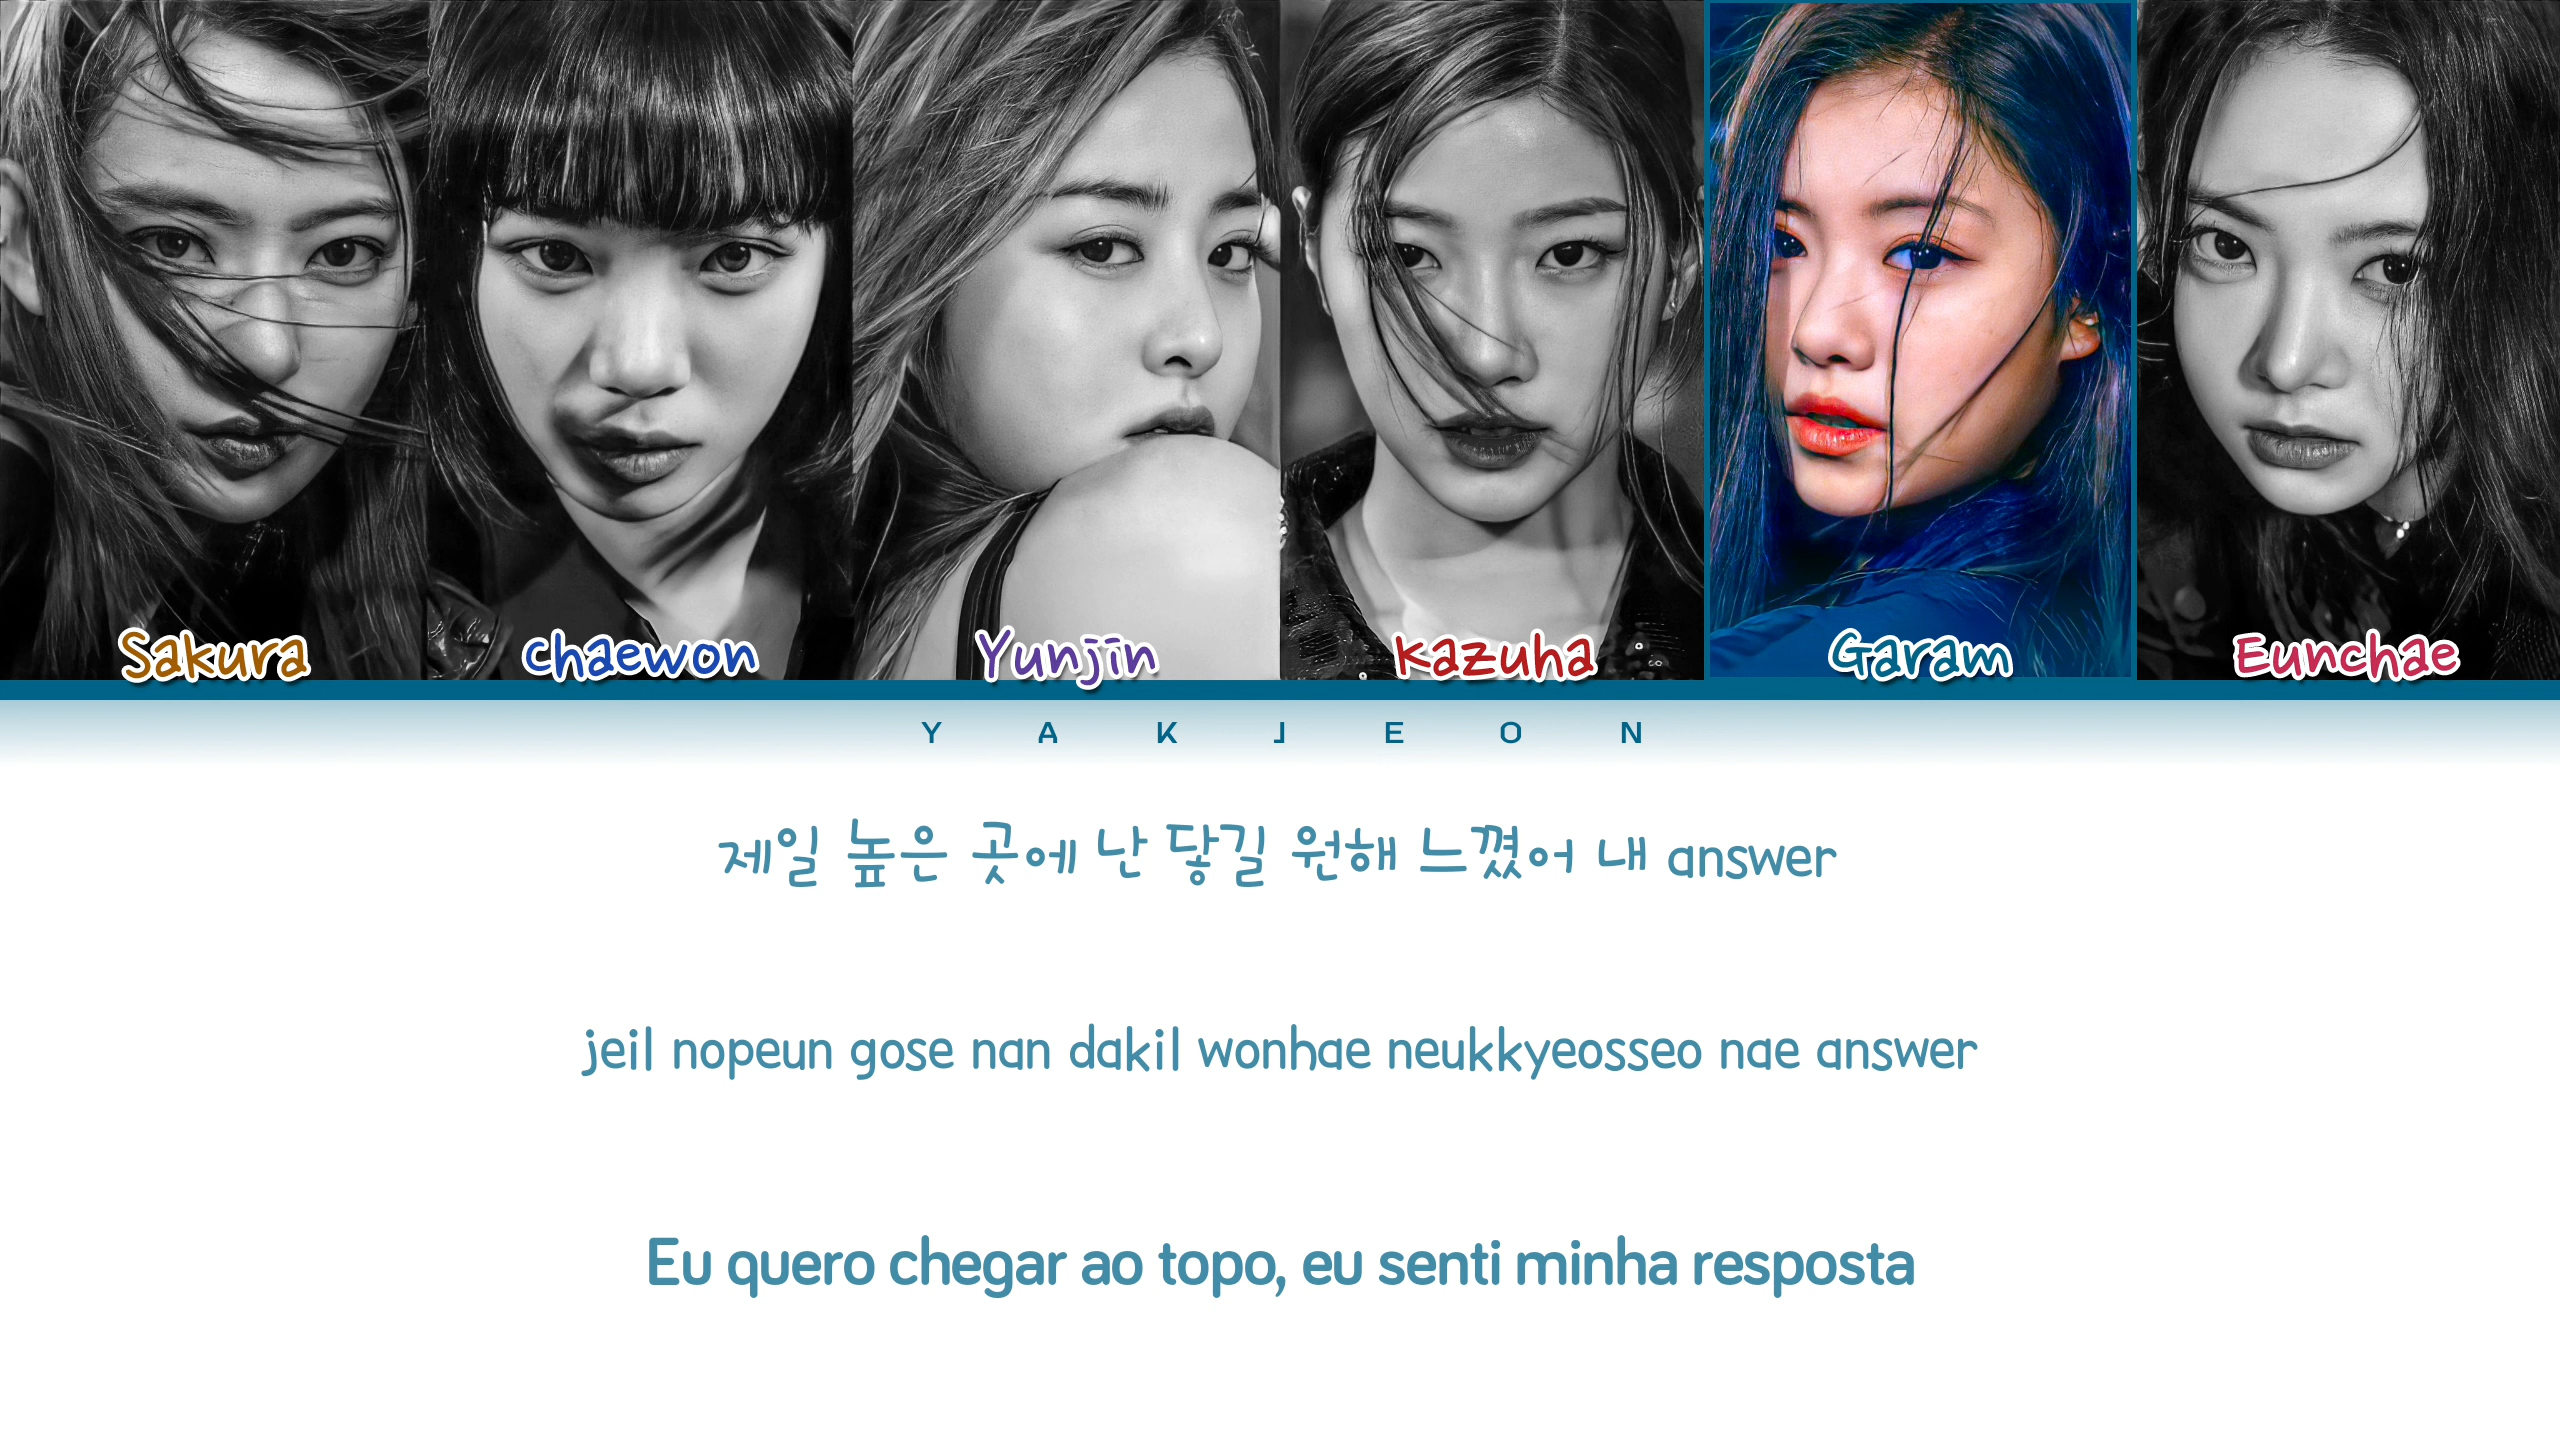 Sakura chaewon Yunjin Kazuha Garam Eunchae
YAKJEON
제일 높은 곳에 난 닿길 원해 느꼈어 내 answer
jeil nopeun gose nan dakil wonhae neukkyeosseo nae answer
Eu quero chegar ao topo, eu senti minha resposta